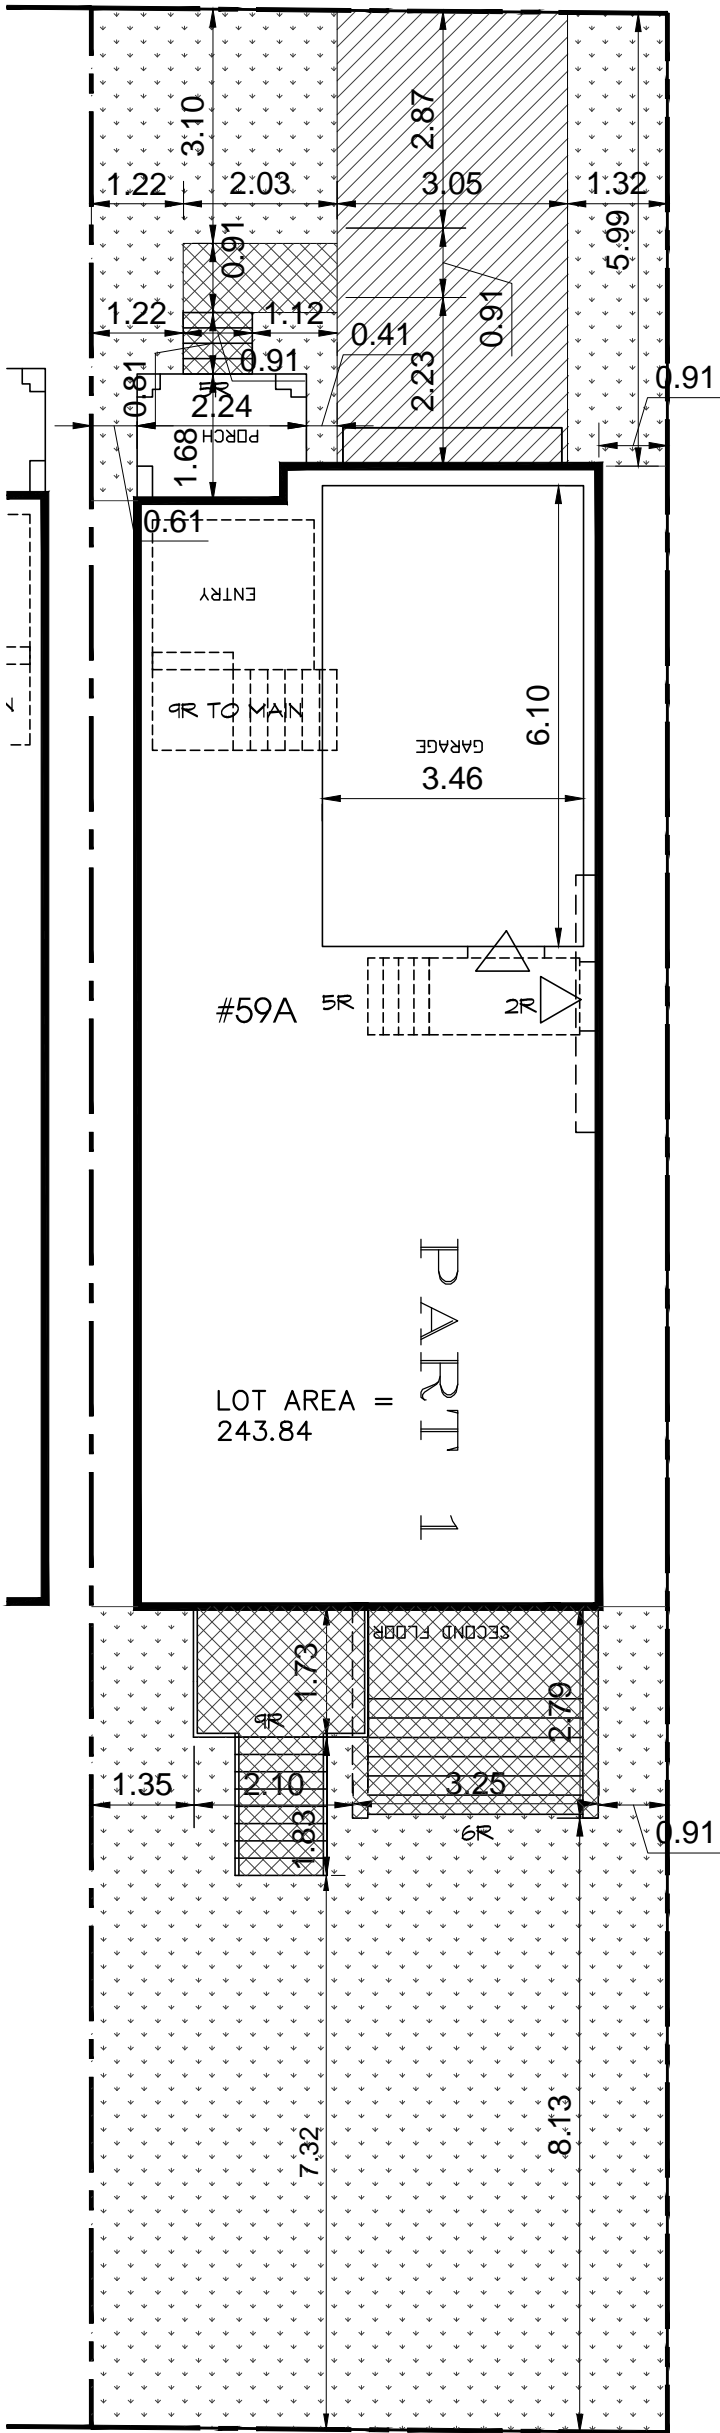 3.10
2.87
1.22
2.03
3.05
1.32
5.99
0.91
1.22
1.12
0.41
0.91
0.91
2.23
0.81
2.24
0.91
PORCH
1.68
0.61
ENTRY
9R TO MAIN
6.10
GARAGE
3.46
#59A
5R
2R
PART 1
LOT AREA =
243.84
SECOND FLOOR
1.73
2.79
9R
1.35
2.10
3.25
1.83
6R
0.91
7.32
8.13